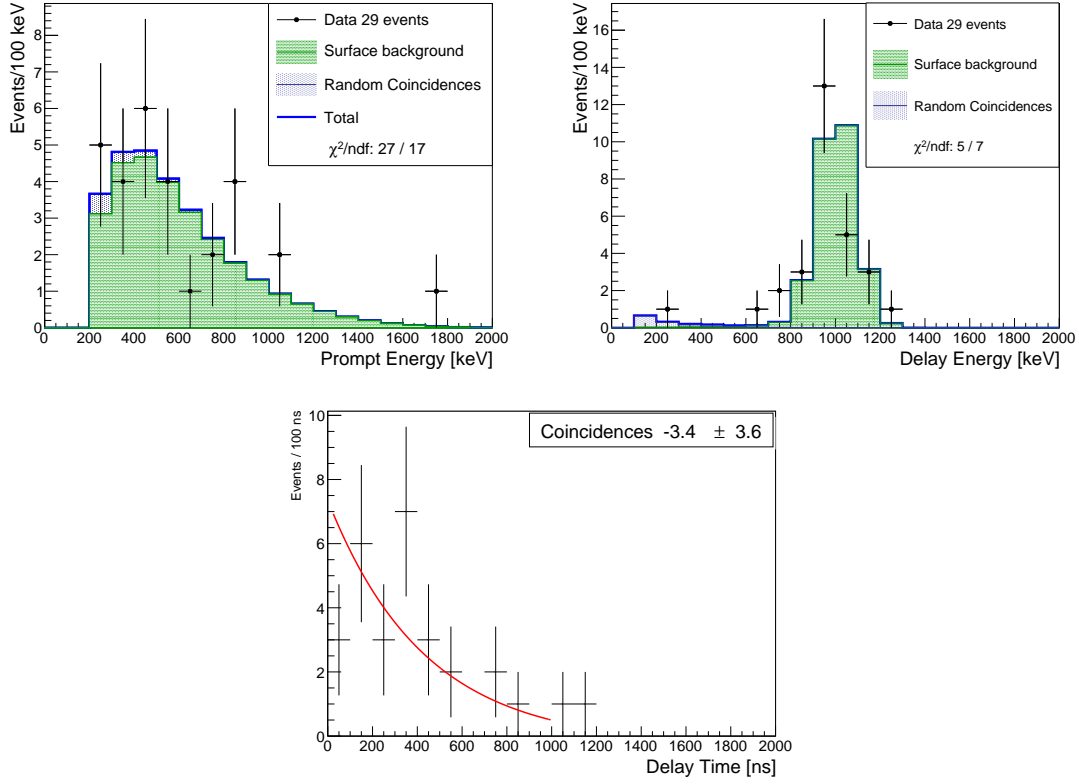 Events/100 keV
8
7
6
5
4
3
2
1
0
0 200 400 600 800 1000 1200 1400 1600 1800 2000
Prompt Energy [keV]
Data 29 events
Surface background
Random Coincidences
Total
χ²/ndf: 27 / 17
Events/100 keV
16
14
12
10
8
6
4
2
0
0 200 400 600 800 1000 1200 1400 1600 1800 2000
Delay Energy [keV]
Data 29 events
Surface background
Random Coincidences
χ²/ndf: 5 / 7
Events / 100 ns
10
8
6
4
2
0
0 200 400 600 800 1000 1200 1400 1600 1800 2000
Delay Time [ns]
Coincidences -3.4 ± 3.6